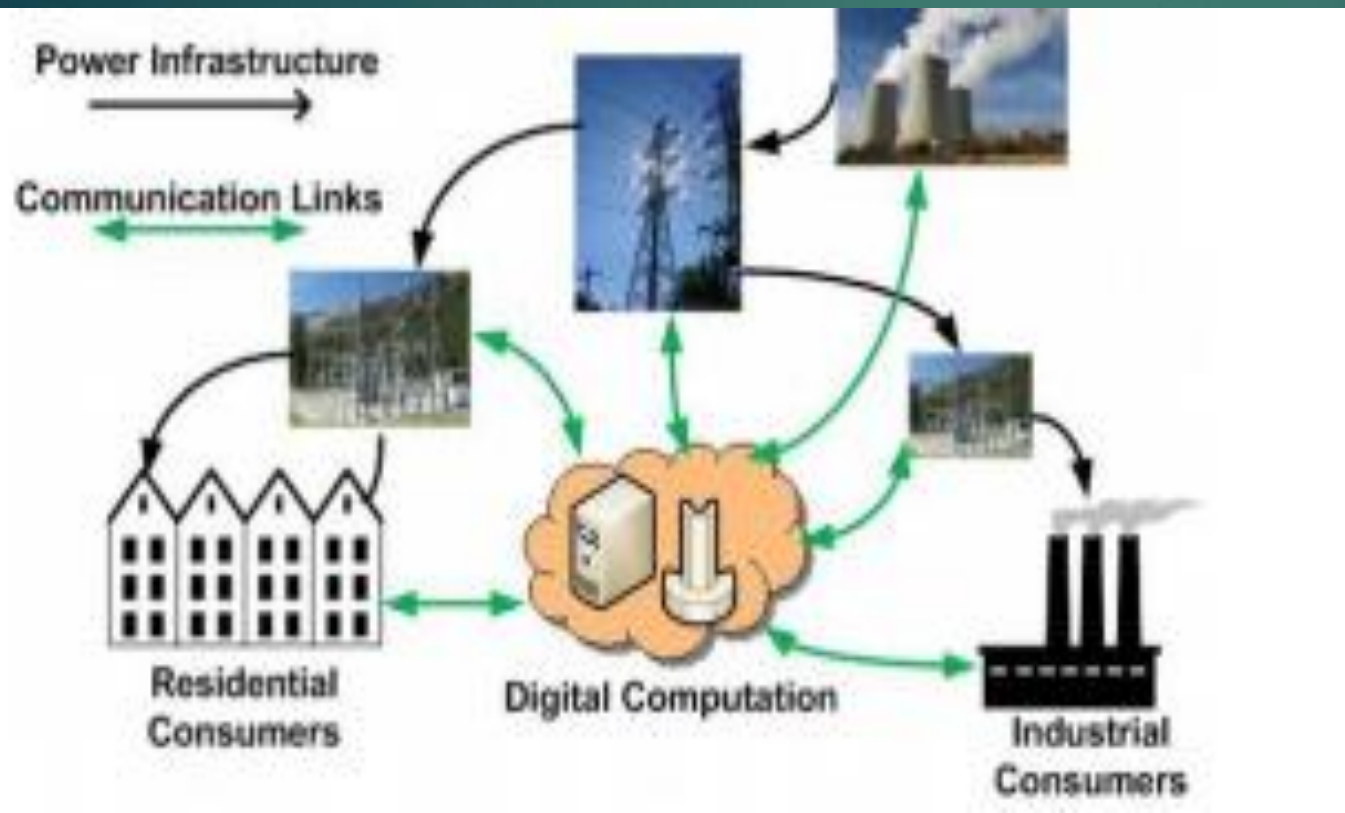 Power Infrastructure
Communication Links
Residential
Consumers
Digital Computation
Industrial
Consumers